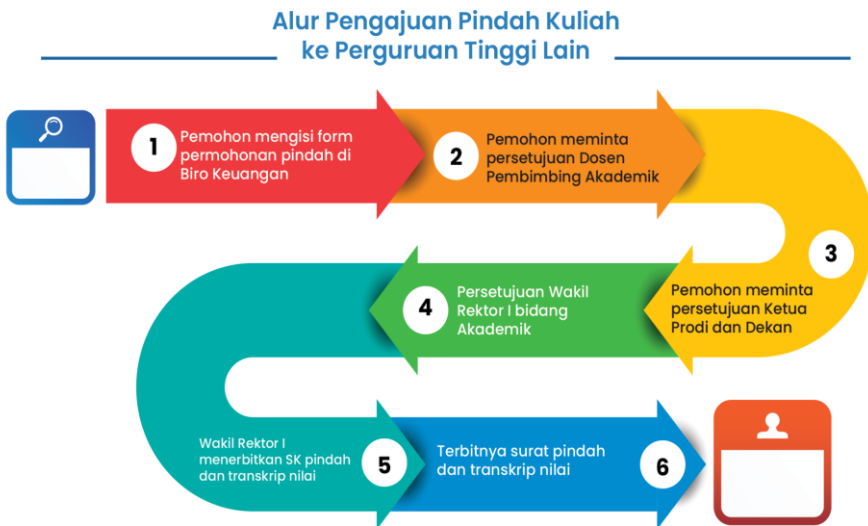 Alur Pengajuan Pindah Kuliah
ke Perguruan Tinggi Lain
1
Pemohon mengisi form
permohonan pindah di
Biro Keuangan
2
Pemohon meminta
persetujuan Dosen
Pembimbing Akademik
3
Pemohon meminta
persetujuan Ketua
Prodi dan Dekan
4
Persetujuan Wakil
Rektor I bidang
Akademik
5
Wakil Rektor I
menerbitkan SK pindah
dan transkrip nilai
6
Terbitnya surat pindah
dan transkrip nilai